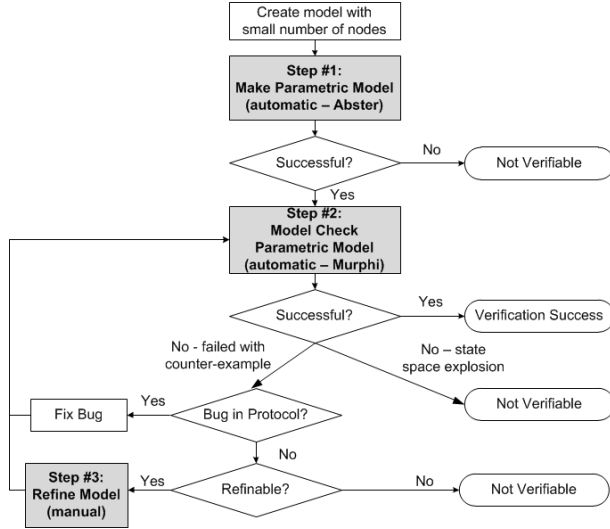 Create model with
small number of nodes
Step #1:
Make Parametric Model
(automatic – Abster)
Successful?
No
Not Verifiable
Yes
Step #2:
Model Check
Parametric Model
(automatic – Murphi)
Successful?
Yes
Verification Success
No - failed with
counter-example
No – state
space explosion
Not Verifiable
Fix Bug
Yes
Bug in Protocol?
No
Step #3:
Refine Model
(manual)
Yes
Refinable?
No
Not Verifiable